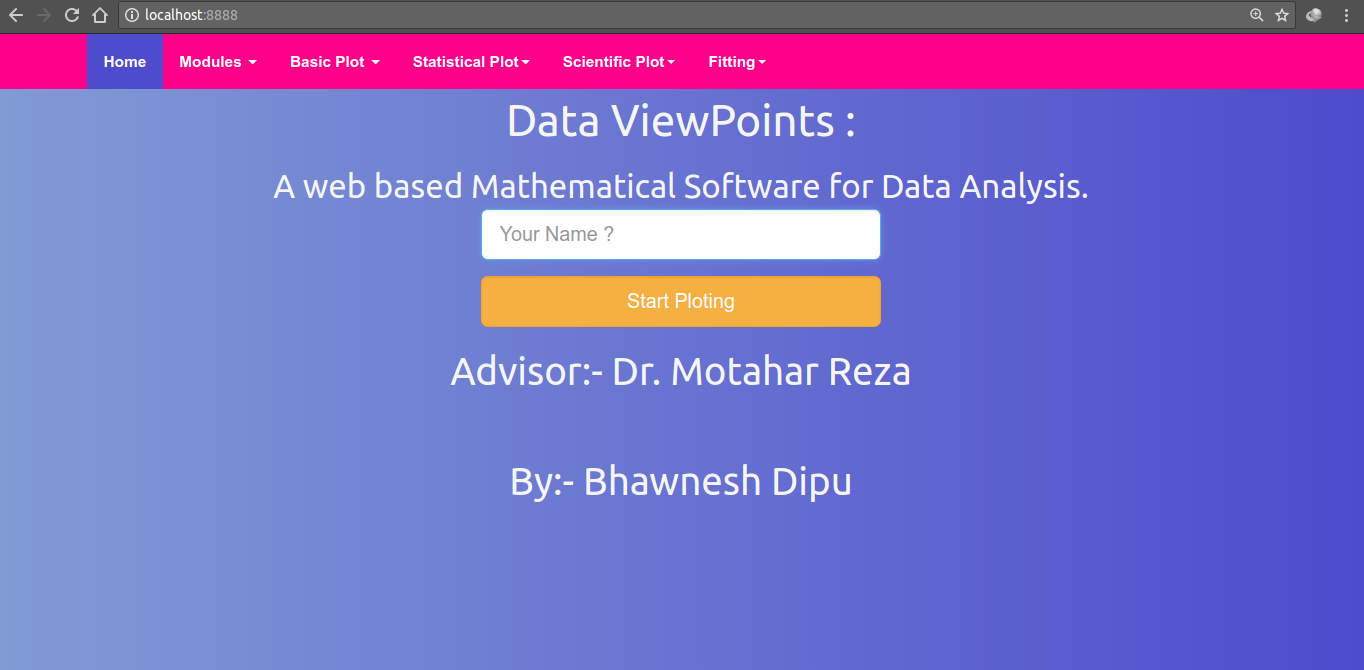 localhost:8888
Home Modules Basic Plot Statistical Plot Scientific Plot Fitting
Data ViewPoints :
A web based Mathematical Software for Data Analysis.
Your Name ?
Start Ploting
Advisor:- Dr. Motahar Reza
By:- Bhawnesh Dipu